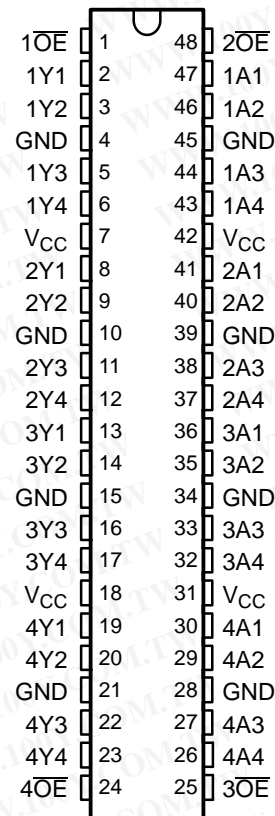 1O̅E̅ 1 48 2O̅E̅
1Y1 2 47 1A1
1Y2 3 46 1A2
GND 4 45 GND
1Y3 5 44 1A3
1Y4 6 43 1A4
VCC 7 42 VCC
2Y1 8 41 2A1
2Y2 9 40 2A2
GND 10 39 GND
2Y3 11 38 2A3
2Y4 12 37 2A4
3Y1 13 36 3A1
3Y2 14 35 3A2
GND 15 34 GND
3Y3 16 33 3A3
3Y4 17 32 3A4
VCC 18 31 VCC
4Y1 19 30 4A1
4Y2 20 29 4A2
GND 21 28 GND
4Y3 22 27 4A3
4Y4 23 26 4A4
4O̅E̅ 24 25 3O̅E̅